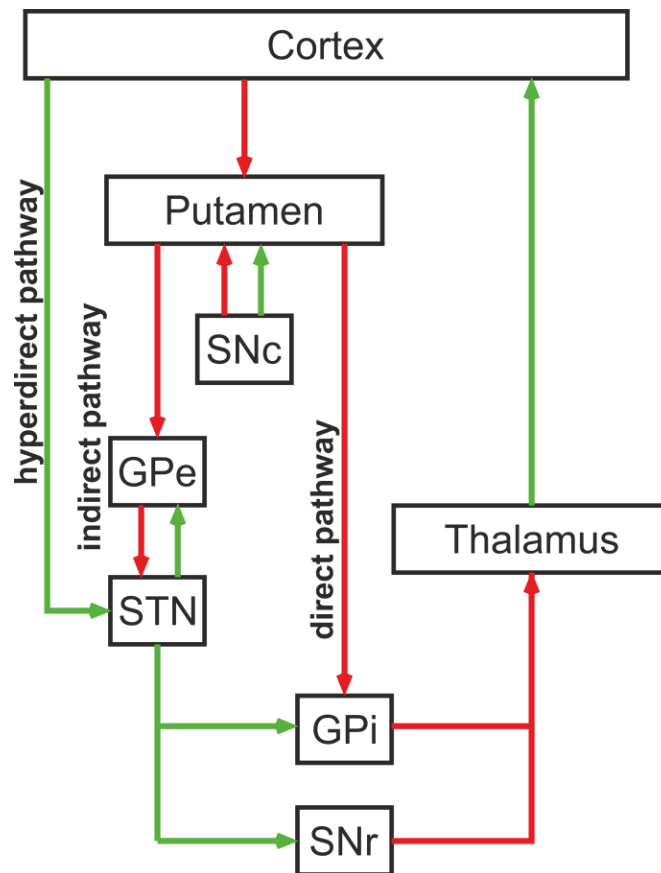 Cortex
Putamen
hyperdirect pathway
SNc
indirect pathway
GPe
direct pathway
Thalamus
STN
GPi
SNr